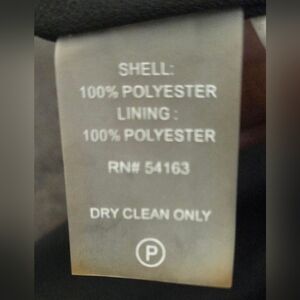 SHELL:
100% POLYESTER
LINING :
100% POLYESTER
RN# 54163
DRY CLEAN ONLY
P